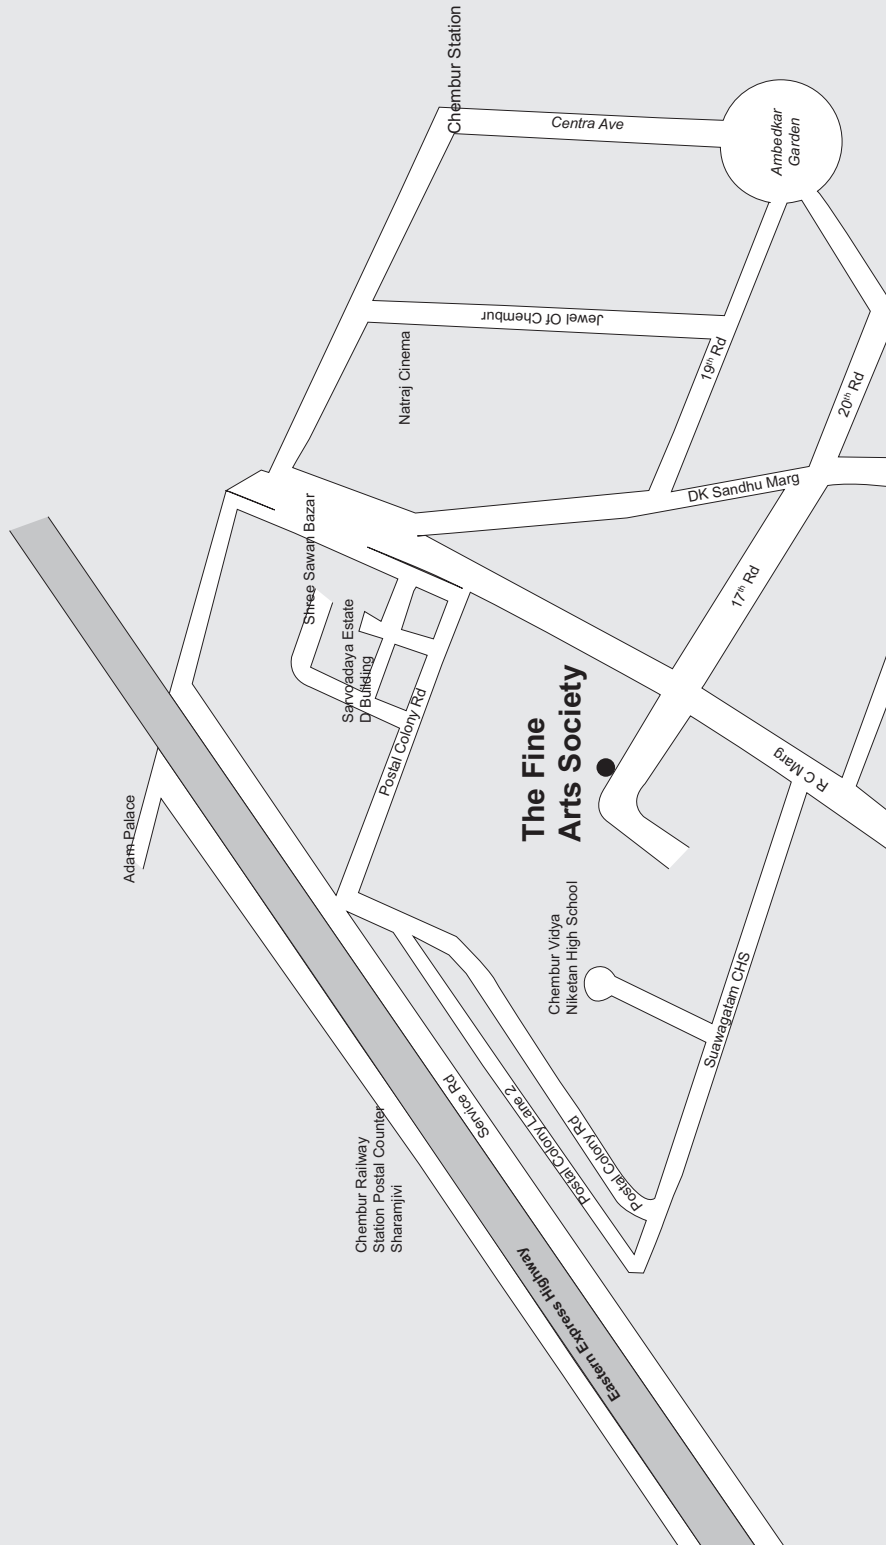 Chembur Station
Centra Ave
Ambedkar
Garden
Jewel Of Chembur
Natraj Cinema
19th Rd
20th Rd
DK Sandhu Marg
Shree Sawan Bazar
17th Rd
Sarvoadaya Estate
D Building
Postal Colony Rd
The Fine
Arts Society
R C Marg
Adam Palace
Chembur Vidya
Niketan High School
Suawagatam CHS
Service Rd
Postal Colony Lane 2
Postal Colony Rd
Chembur Railway
Station Postal Counter
Sharamjivi
Eastern Express Highway